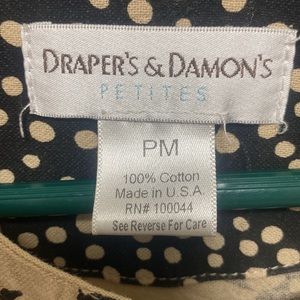 DRAPER'S & DAMON'S
PETITES
PM
100% Cotton
Made in U.S.A
RN# 100044
See Reverse For Care